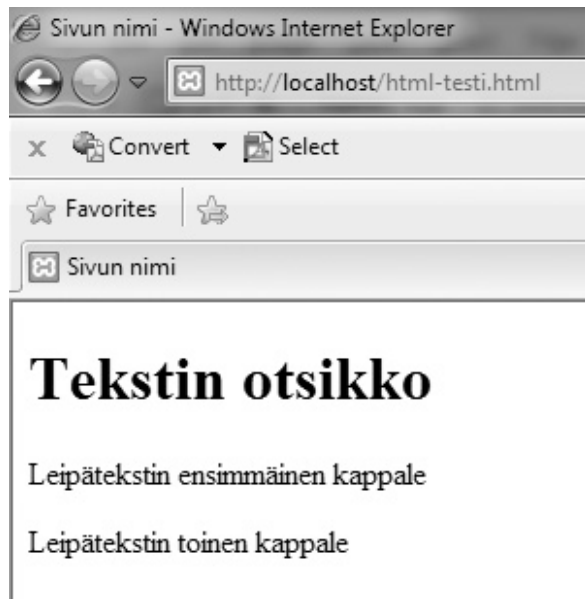 Sivun nimi - Windows Internet Explorer
http://localhost/html-testi.html
x Convert Select
Favorites
Sivun nimi
Tekstin otsikko
Leipätekstin ensimmäinen kappale
Leipätekstin toinen kappale